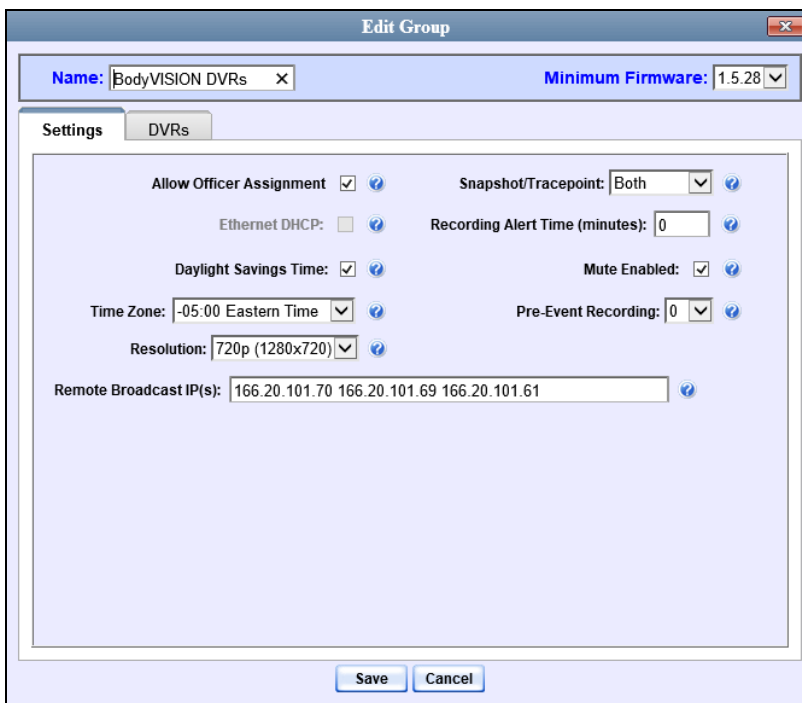 Edit Group
Name: BodyVISION DVRs Minimum Firmware: 1.5.28
Settings DVRs
Allow Officer Assignment Snapshot/Tracepoint: Both
Ethernet DHCP: Recording Alert Time (minutes): 0
Daylight Savings Time: Mute Enabled:
Time Zone: -05:00 Eastern Time Pre-Event Recording: 0
Resolution: 720p (1280x720)
Remote Broadcast IP(s): 166.20.101.70 166.20.101.69 166.20.101.61
Save Cancel